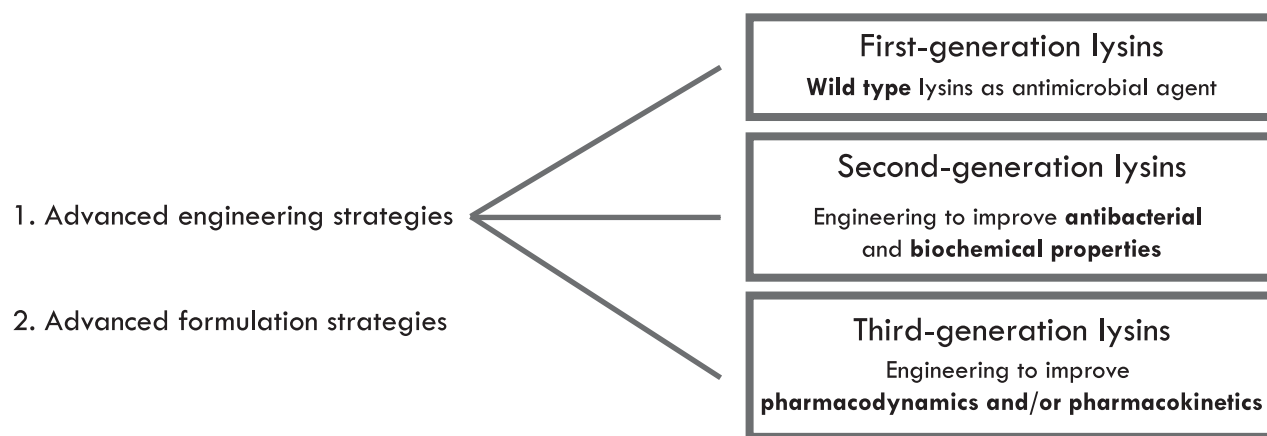 First-generation lysins
Wild type lysins as antimicrobial agent
Second-generation lysins
1. Advanced engineering strategies
Engineering to improve antibacterial
and biochemical properties
2. Advanced formulation strategies
Third-generation lysins
Engineering to improve
pharmacodynamics and/or pharmacokinetics